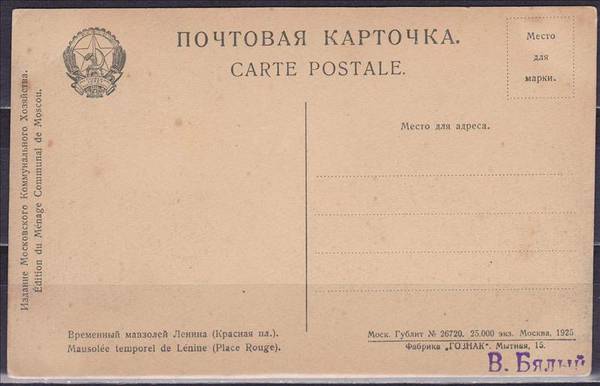 ПОЧТОВАЯ КАРТОЧКА.
CARTE POSTALE.
Место
для
марки.
Издание Московского Коммунального Хозяйства.
Édition du Ménage Communal de Moscou.
Место для адреса.
Временный мавзолей Ленина (Красная пл.).
Mausolée temporel de Lénine (Place Rouge).
Моск. Гублит № 26720. 25.000 экз. Москва, 1925
Фабрика „ГОЗНАК“. Мытная, 15.
В. Бялый